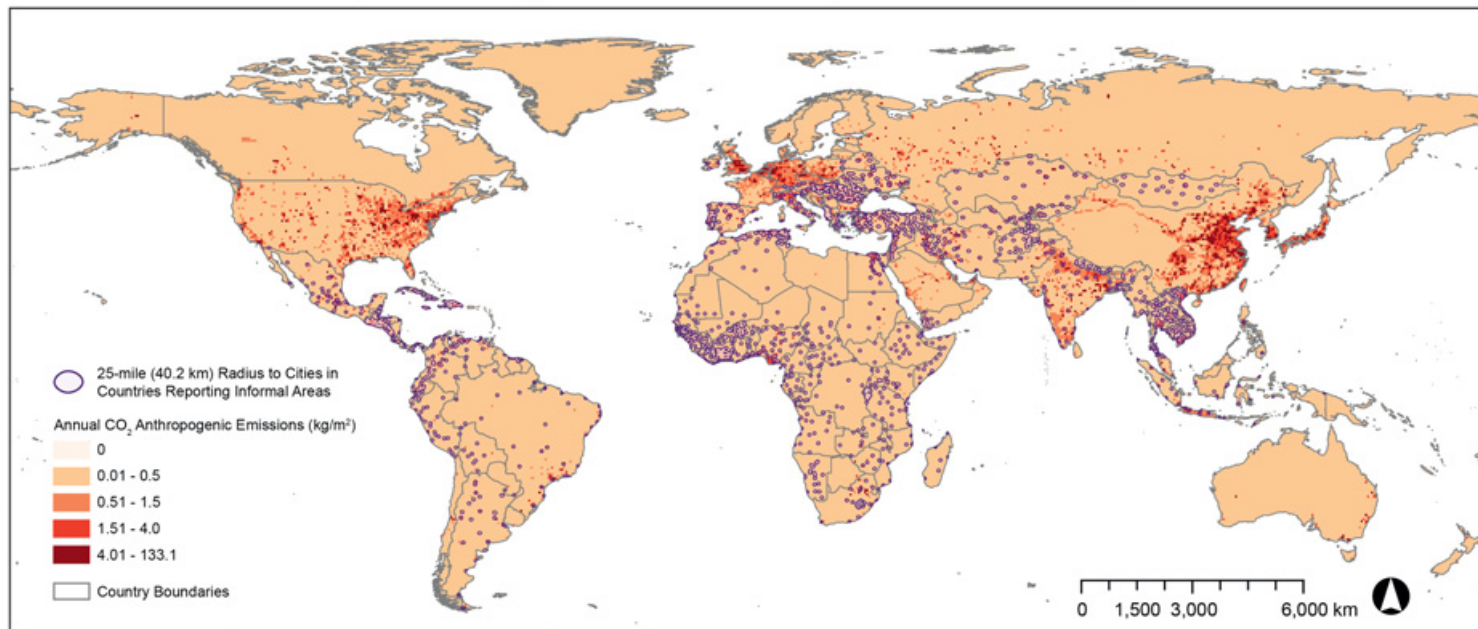 25-mile (40.2 km) Radius to Cities in
Countries Reporting Informal Areas
Annual CO₂ Anthropogenic Emissions (kg/m²)
0
0.01 - 0.5
0.51 - 1.5
1.51 - 4.0
4.01 - 133.1
Country Boundaries
0 1,500 3,000 6,000 km